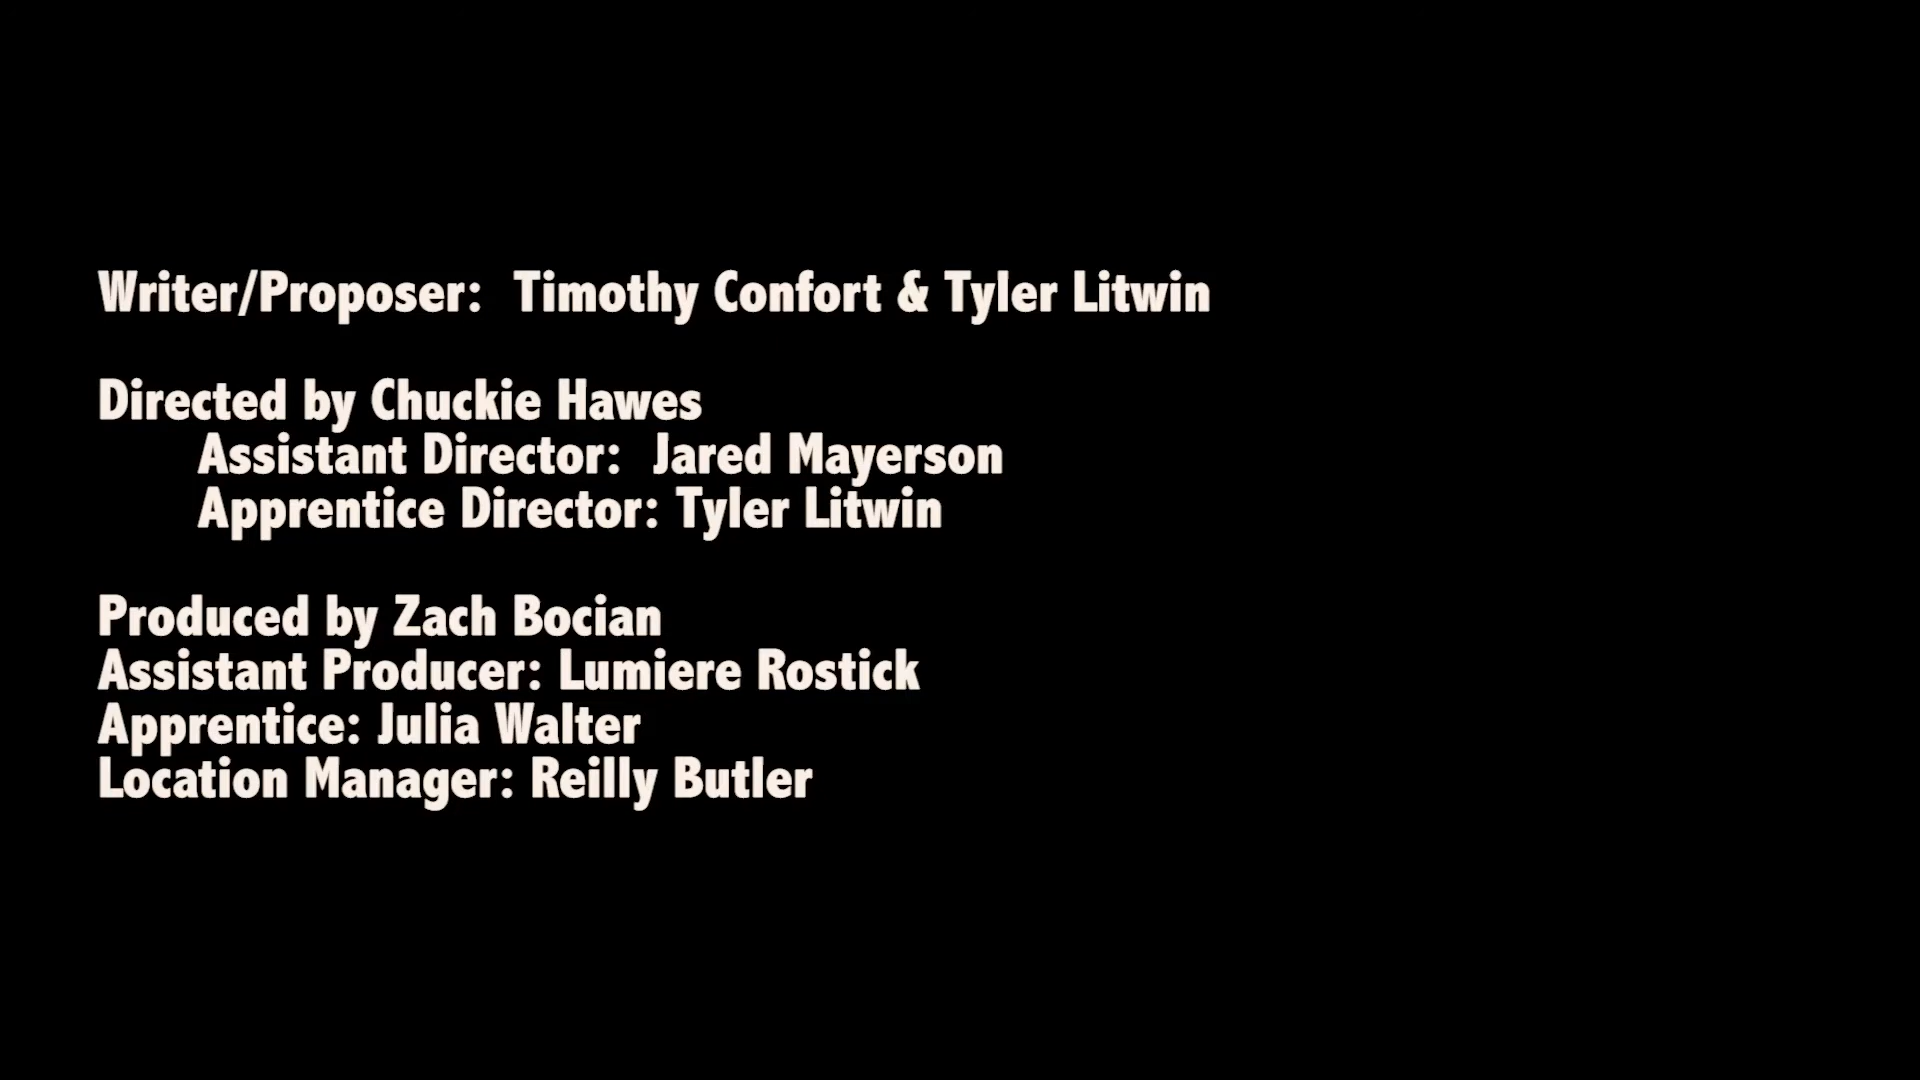 Writer/Proposer:  Timothy Confort & Tyler Litwin
Directed by Chuckie Hawes
Assistant Director:  Jared Mayerson
Apprentice Director: Tyler Litwin
Produced by Zach Bocian
Assistant Producer: Lumiere Rostick
Apprentice: Julia Walter
Location Manager: Reilly Butler